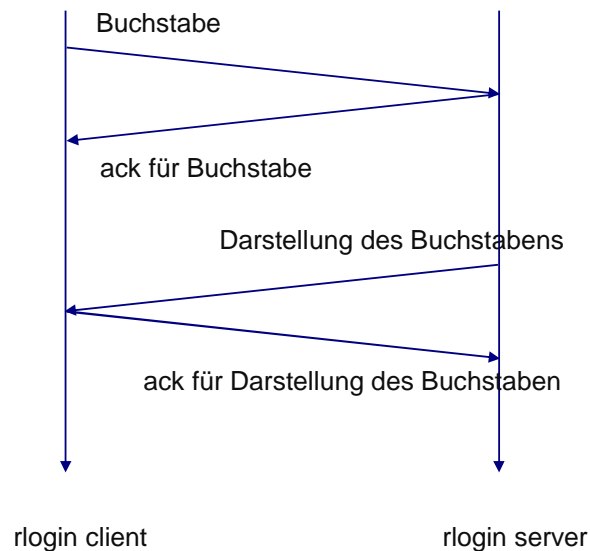 Buchstabe
ack für Buchstabe
Darstellung des Buchstabens
ack für Darstellung des Buchstaben
rlogin client
rlogin server